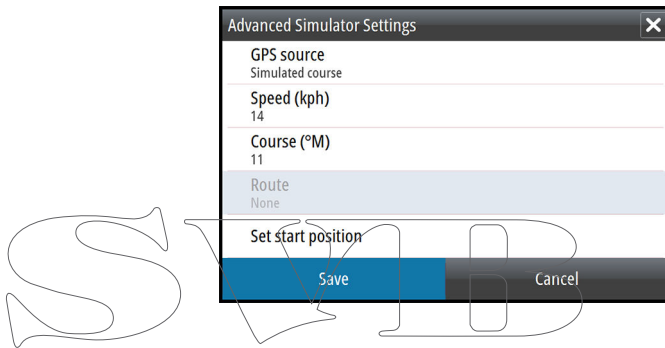 Advanced Simulator Settings
GPS source
Simulated course
Speed (kph)
14
Course (°M)
11
Route
None
Set start position
Save
Cancel
SVB